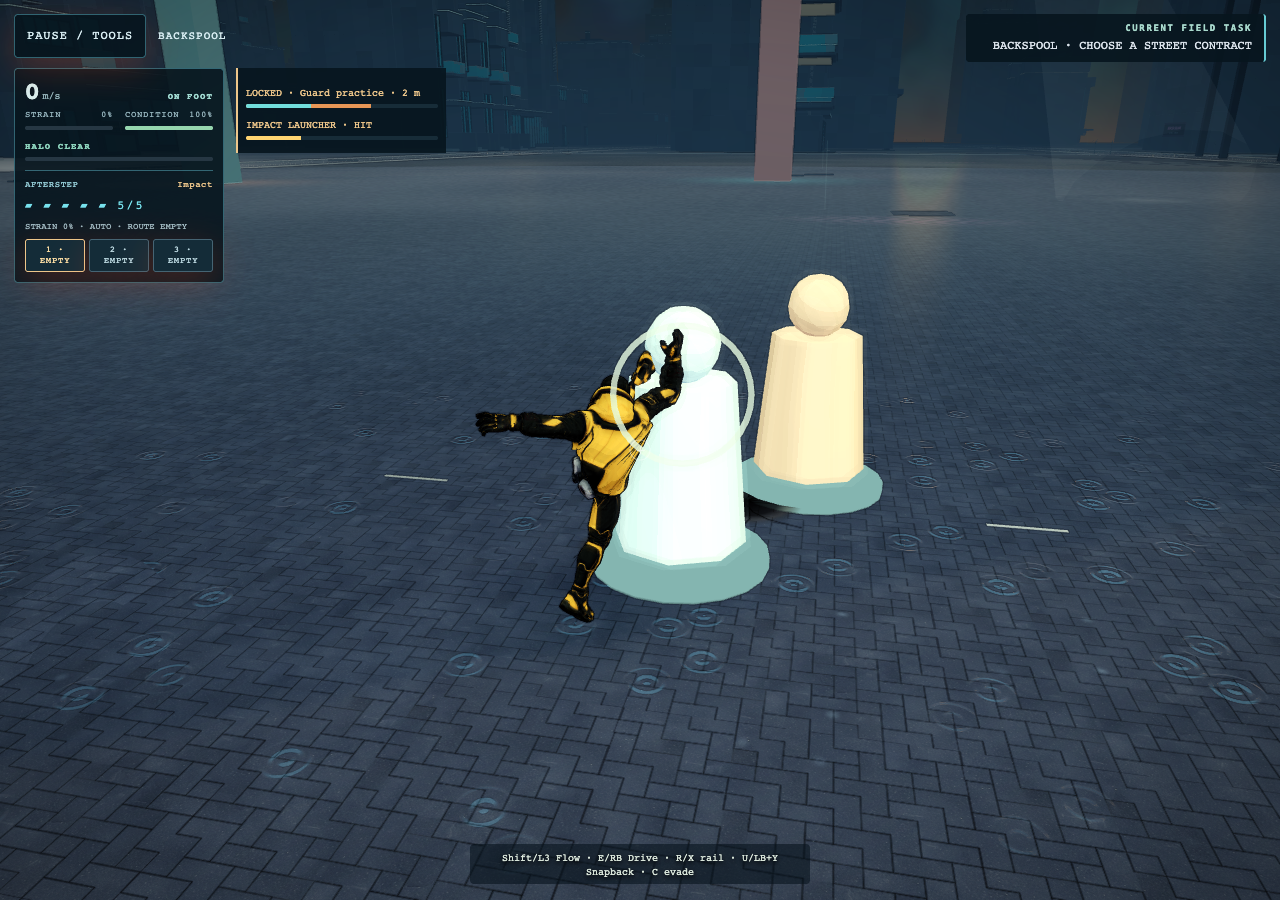 PAUSE / TOOLS
BACKSPOOL
CURRENT FIELD TASK
BACKSPOOL · CHOOSE A STREET CONTRACT
0 m/s
ON FOOT
STRAIN 0%
CONDITION 100%
HALO CLEAR
AFTERSTEP
Impact
5/5
STRAIN 0% · AUTO · ROUTE EMPTY
1 ·
EMPTY
2 ·
EMPTY
3 ·
EMPTY
LOCKED · Guard practice · 2 m
IMPACT LAUNCHER · HIT
Shift/L3 Flow · E/RB Drive · R/X rail · U/LB+Y
Snapback · C evade